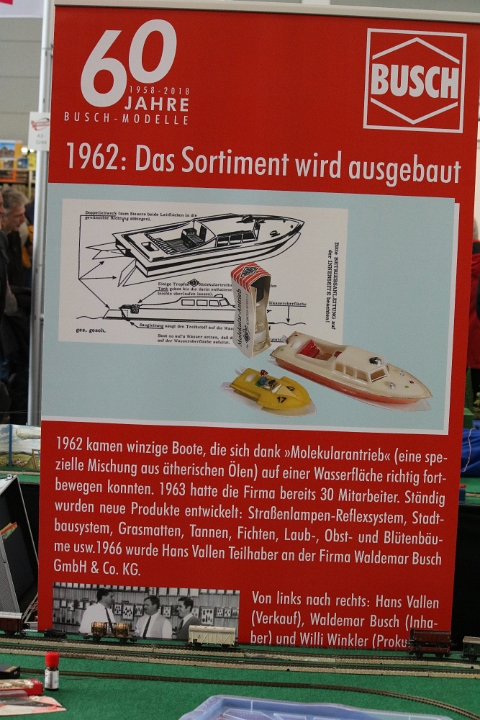 60
1958-2018
JAHRE
BUSCH-MODELLE
BUSCH
1962: Das Sortiment wird ausgebaut
ges. gesch.
1962 kamen winzige Boote, die sich dank »Molekularantrieb« (eine spe-
zielle Mischung aus ätherischen Ölen) auf einer Wasserfläche richtig fort-
bewegen konnten. 1963 hatte die Firma bereits 30 Mitarbeiter. Ständig
wurden neue Produkte entwickelt: Straßenlampen-Reflexsystem, Stadt-
bausystem, Grasmatten, Tannen, Fichten, Laub-, Obst- und Blütenbäu-
me usw.1966 wurde Hans Vallen Teilhaber an der Firma Waldemar Busch
GmbH & Co. KG.
Von links nach rechts: Hans Vallen
(Verkauf), Waldemar Busch (Inha-
ber) und Willi Winkler (Proku